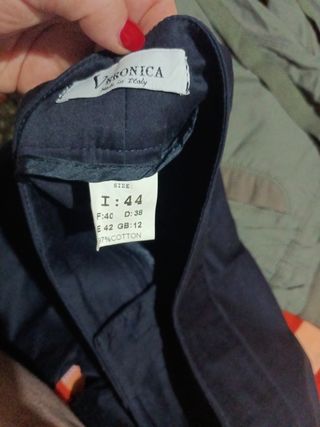 VERONICA
Made in Italy
SIZE:
I:44
F:40 D:38
E 42 GB:12
97%COTTON